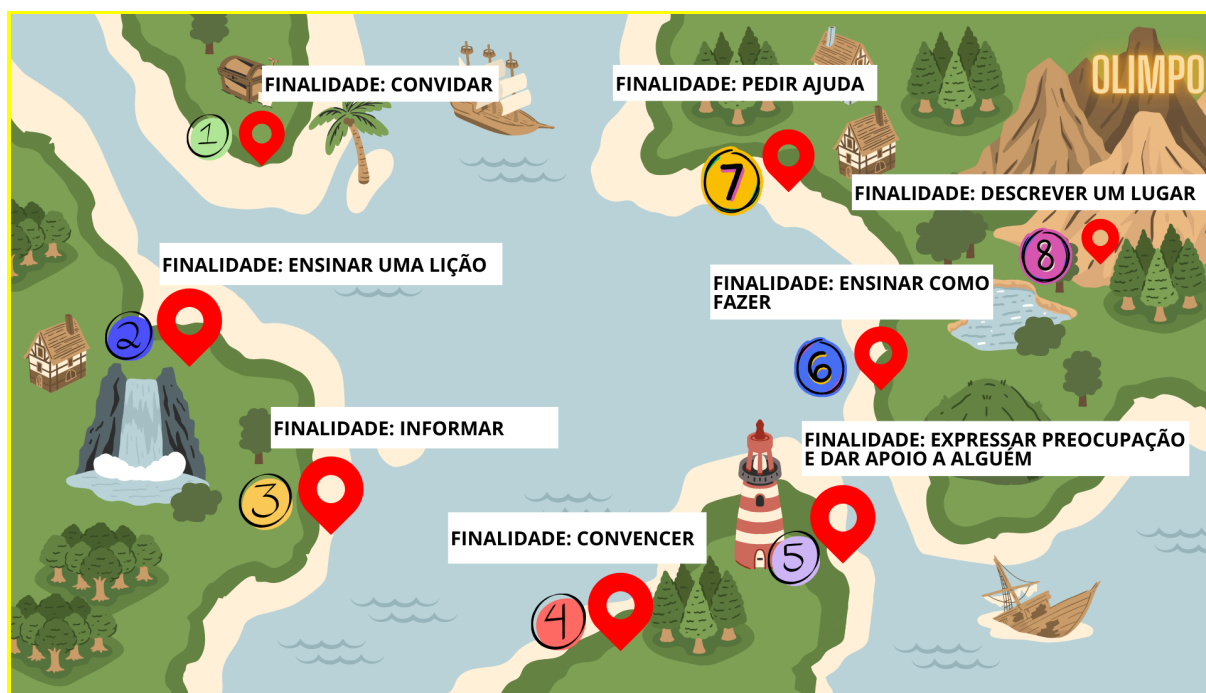 FINALIDADE: CONVIDAR
1
FINALIDADE: ENSINAR UMA LIÇÃO
2
FINALIDADE: INFORMAR
3
FINALIDADE: CONVENCER
4
FINALIDADE: EXPRESSAR PREOCUPAÇÃO
E DAR APOIO A ALGUÉM
5
FINALIDADE: ENSINAR COMO
FAZER
6
FINALIDADE: PEDIR AJUDA
7
FINALIDADE: DESCREVER UM LUGAR
8
OLIMPO